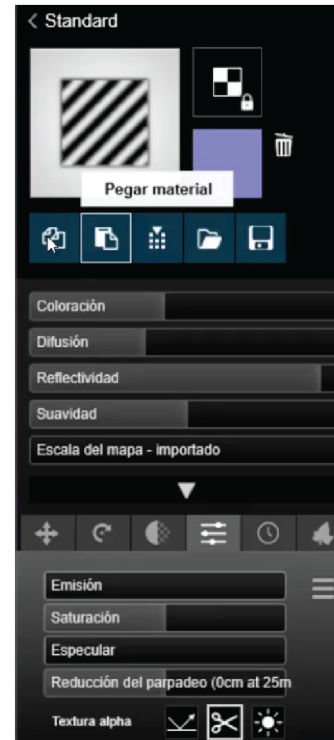 Standard
Pegar material
Coloración
Difusión
Reflectividad
Suavidad
Escala del mapa - importado
Emisión
Saturación
Especular
Reducción del parpadeo (0cm at 25m
Textura alpha